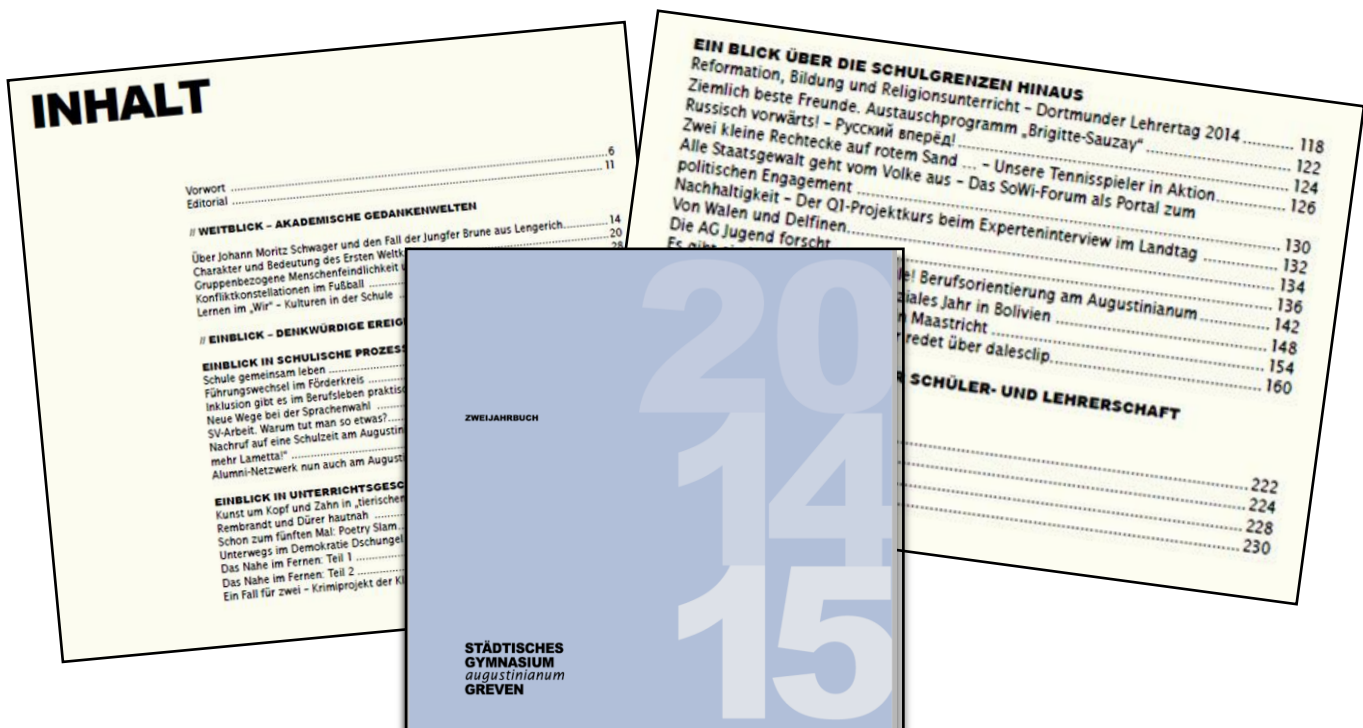 INHALT
Vorwort ........ 6
Editorial ........ 11
// WEITBLICK – AKADEMISCHE GEDANKENWELTEN
Über Johann Moritz Schwager und den Fall der Jungfer Brune aus Lengerich ........ 14
Charakter und Bedeutung des Ersten 20
Gruppenbezogene Menschenfeindlichkeit 28
Konfliktkonstellationen im Fußball ........
Lernen im „Wir“ – Kulturen in der Schule ........
// EINBLICK – DENKWÜRDIGE
EINBLICK IN SCHULISCHE
Schule gemeinsam leben ........
Führungswechsel im Förderkreis ........
Inklusion gibt es im Berufsleben
Neue Wege bei der Sprachenwahl ........
SV-Arbeit. Warum tut man so etwas? ........
Nachruf auf eine Schulzeit am
mehr Lametta!“ ........
Alumni-Netzwerk nun auch am
EINBLICK IN
Kunst um Kopf und Zahn in „tierischen
Rembrandt und Dürer hautnah ........
Schon zum fünften Mal: Poetry Slam ........
Unterwegs im Demokratie Dschungel
Das Nahe im Fernen: Teil 1 ........
Das Nahe im Fernen: Teil 2 ........
Ein Fall für zwei – Krimiprojekt der
2014
15
ZWEIJAHRBUCH
STÄDTISCHES
GYMNASIUM
augustinianum
GREVEN
EIN BLICK ÜBER DIE SCHULGRENZEN HINAUS
Reformation, Bildung und Religionsunterricht – Dortmunder Lehrertag 2014 ........ 118
Ziemlich beste Freunde. Austauschprogramm „Brigitte-Sauzay“ ........ 122
Russisch vorwärts! – Русский вперёд! ........ 124
Zwei kleine Rechtecke auf rotem Sand ... – Unsere Tennisspieler in Aktion ........ 126
Alle Staatsgewalt geht vom Volke aus – Das SoWi-Forum als Portal zum
politischen Engagement ........ 130
Nachhaltigkeit – Der Q1-Projektkurs beim Experteninterview im Landtag ........ 132
Von Walen und Delfinen ........ 134
Die AG Jugend forscht ........ 136
Es gibt Berufsorientierung am Augustinianum ........ 142
Jahr in Bolivien ........ 148
Maastricht ........ 154
redet über dalesclip ........ 160
SCHÜLER- UND LEHRERSCHAFT
222
224
228
230